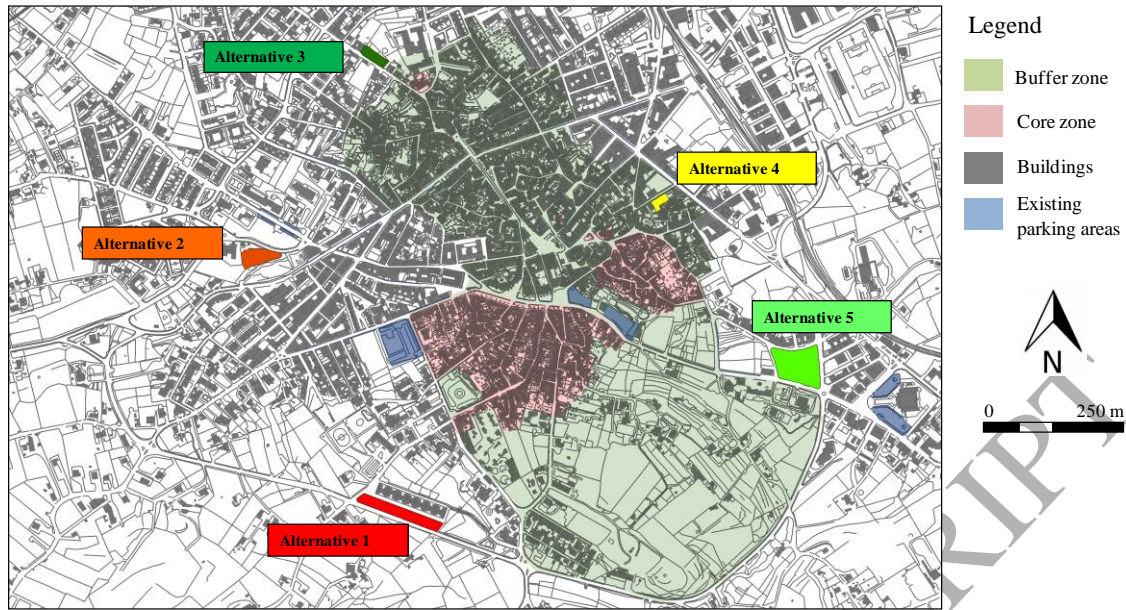 Alternative 3
Alternative 4
Alternative 2
Alternative 5
Alternative 1
Legend
Buffer zone
Core zone
Buildings
Existing
parking areas
N
0 250 m
RIPT